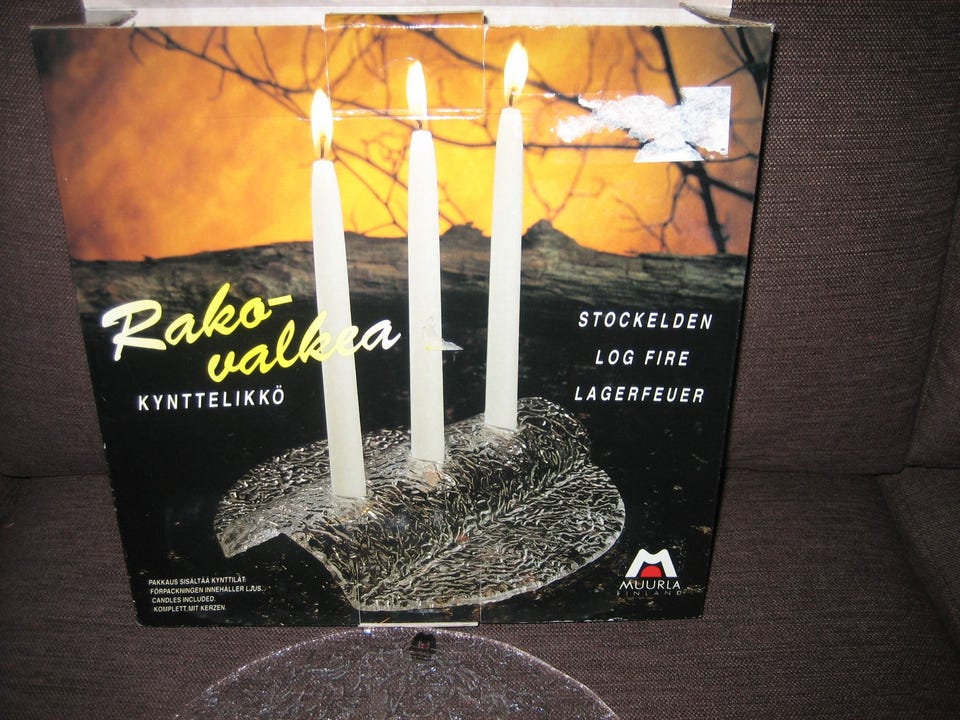 Rako-
valkea
KYNTTELIKKÖ
STOCKELDEN
LOG FIRE
LAGERFEUER
PAKKAUS SISÄLTÄÄ KYNTTILÄT.
FÖRPACKNINGEN INNEHÅLLER LJUS.
CANDLES INCLUDED.
KOMPLETT MIT KERZEN.
MUURLA
FINLAND